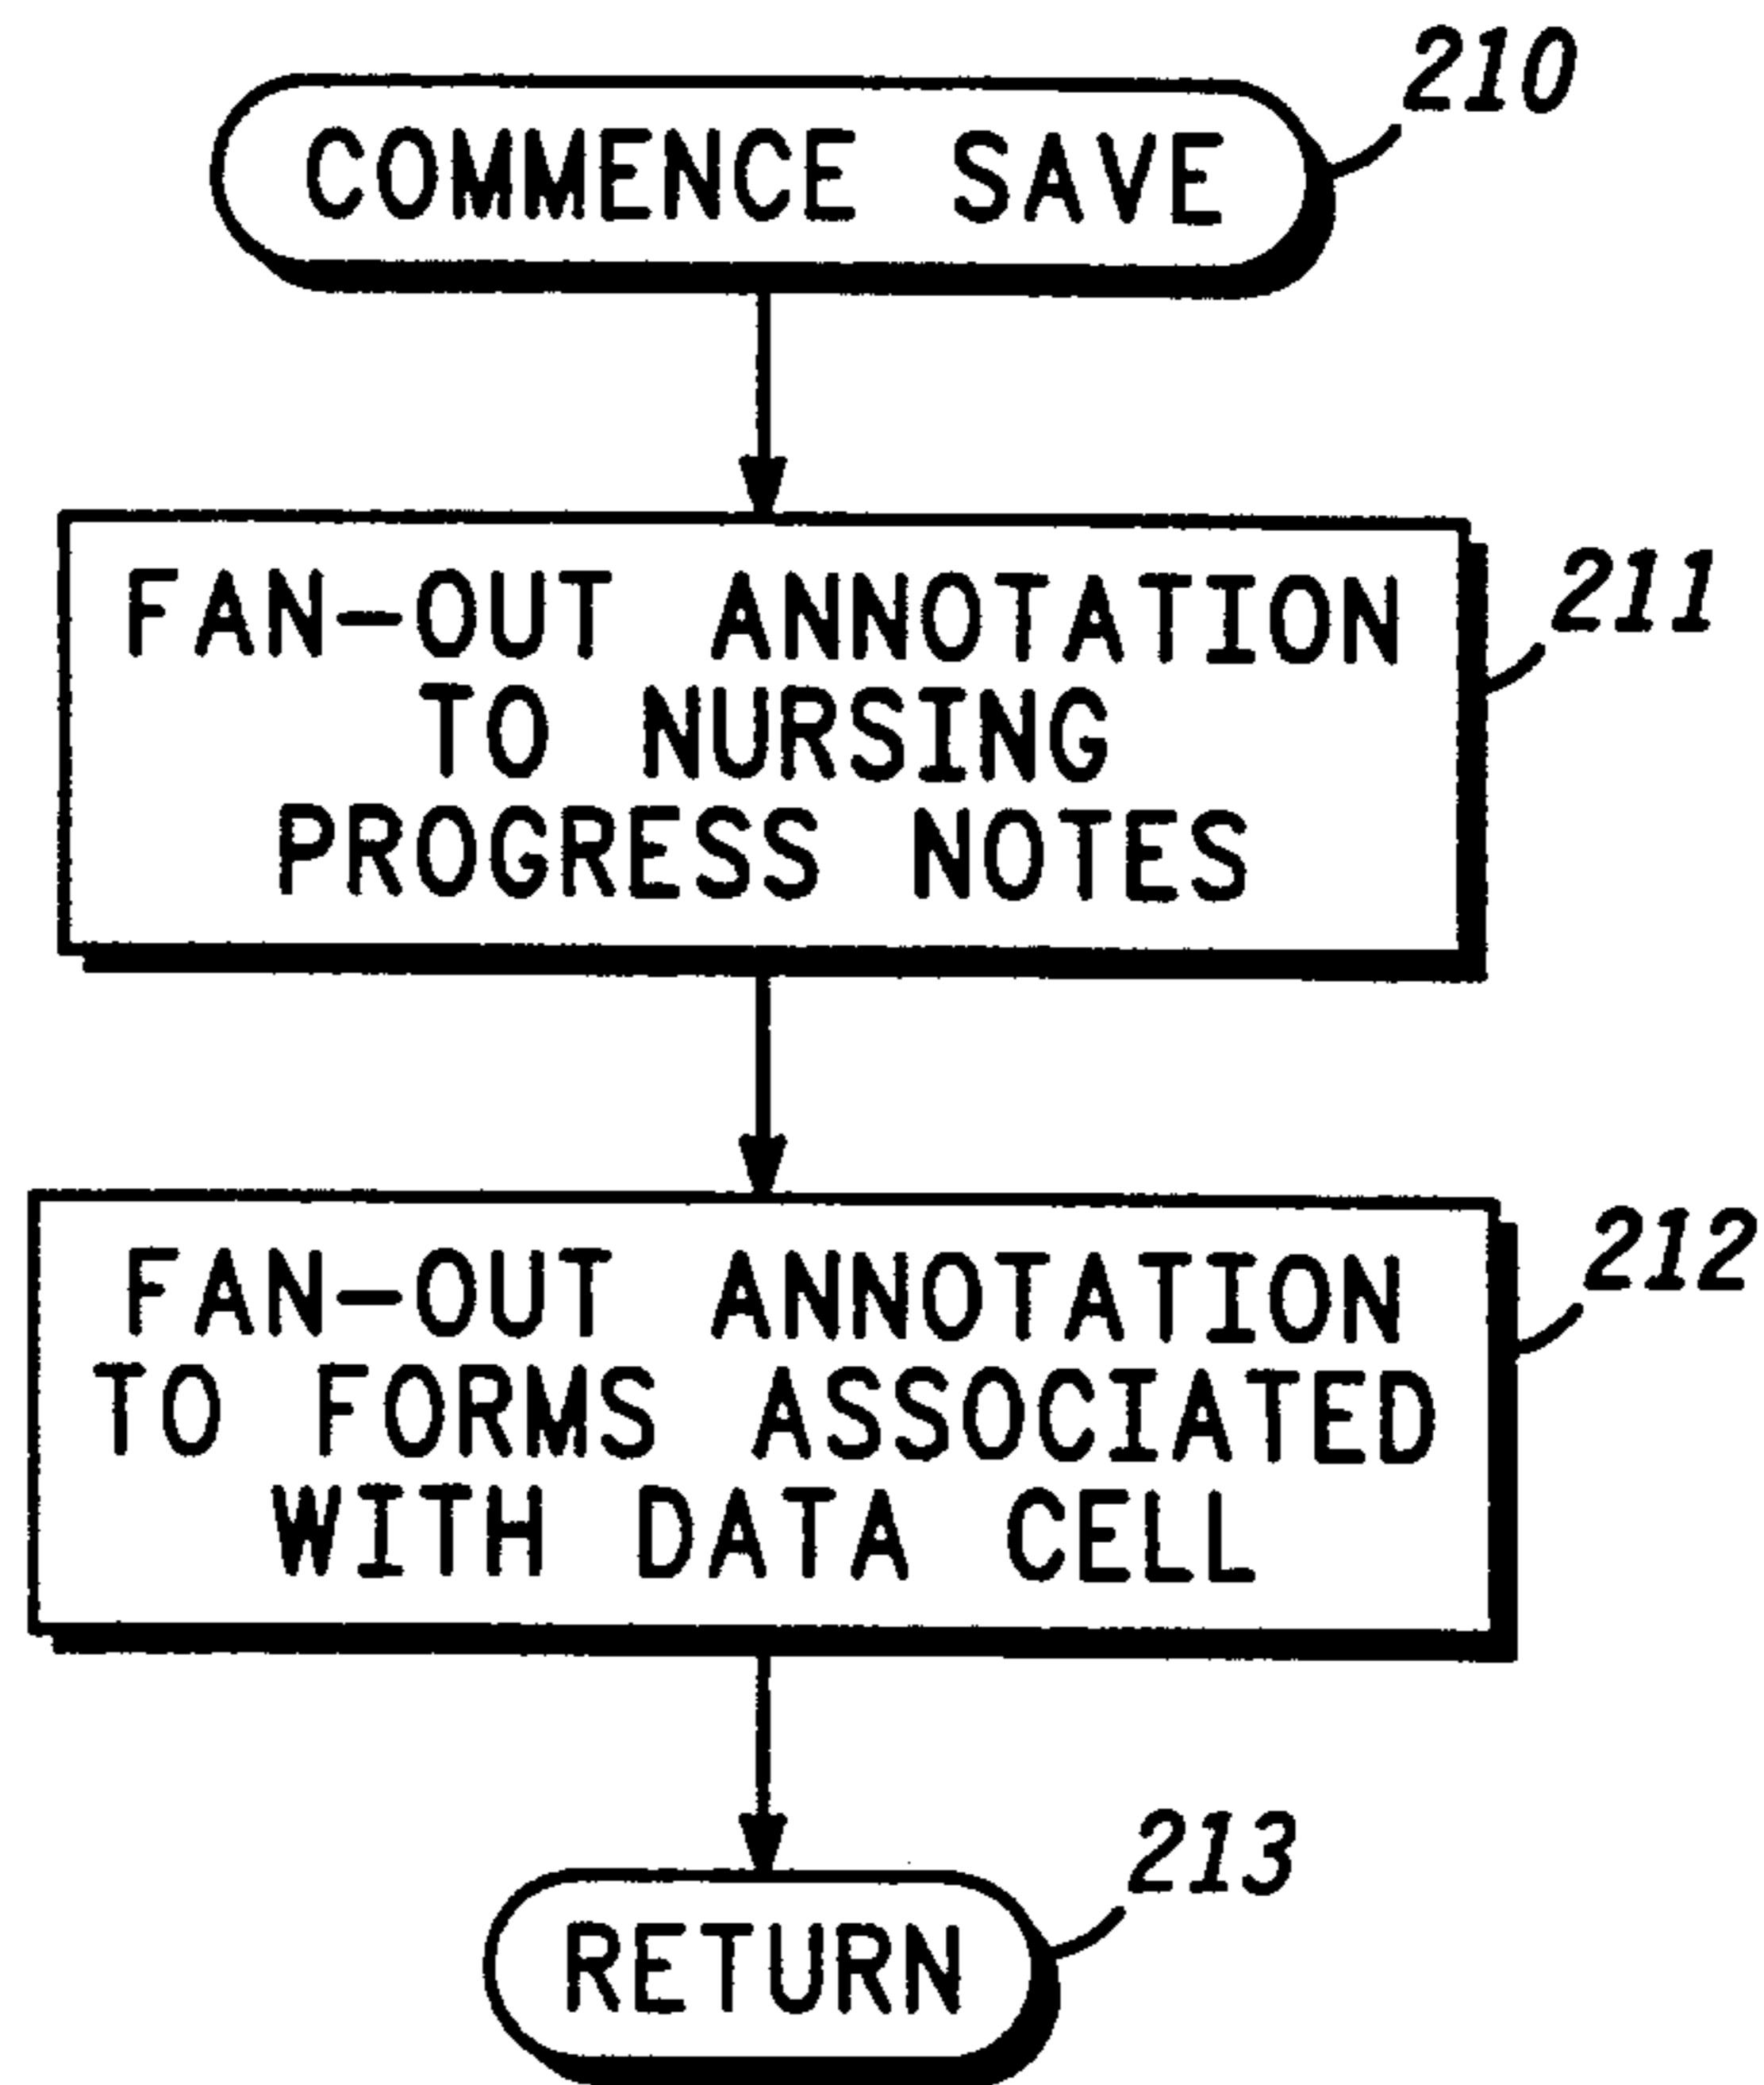 210
COMMENCE SAVE
211
FAN-OUT ANNOTATION
TO NURSING
PROGRESS NOTES
212
FAN-OUT ANNOTATION
TO FORMS ASSOCIATED
WITH DATA CELL
213
RETURN